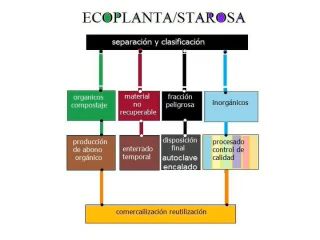 ECOPLANTA/STAROSA
separación y clasificación
organicos
compostaje
material
no
recuperable
fracción
peligrosa
inorgánicos
producción
de abono
orgánico
enterrado
temporal
disposición
final
autoclave
encalado
procesado
control de
calidad
comercailización reutilización